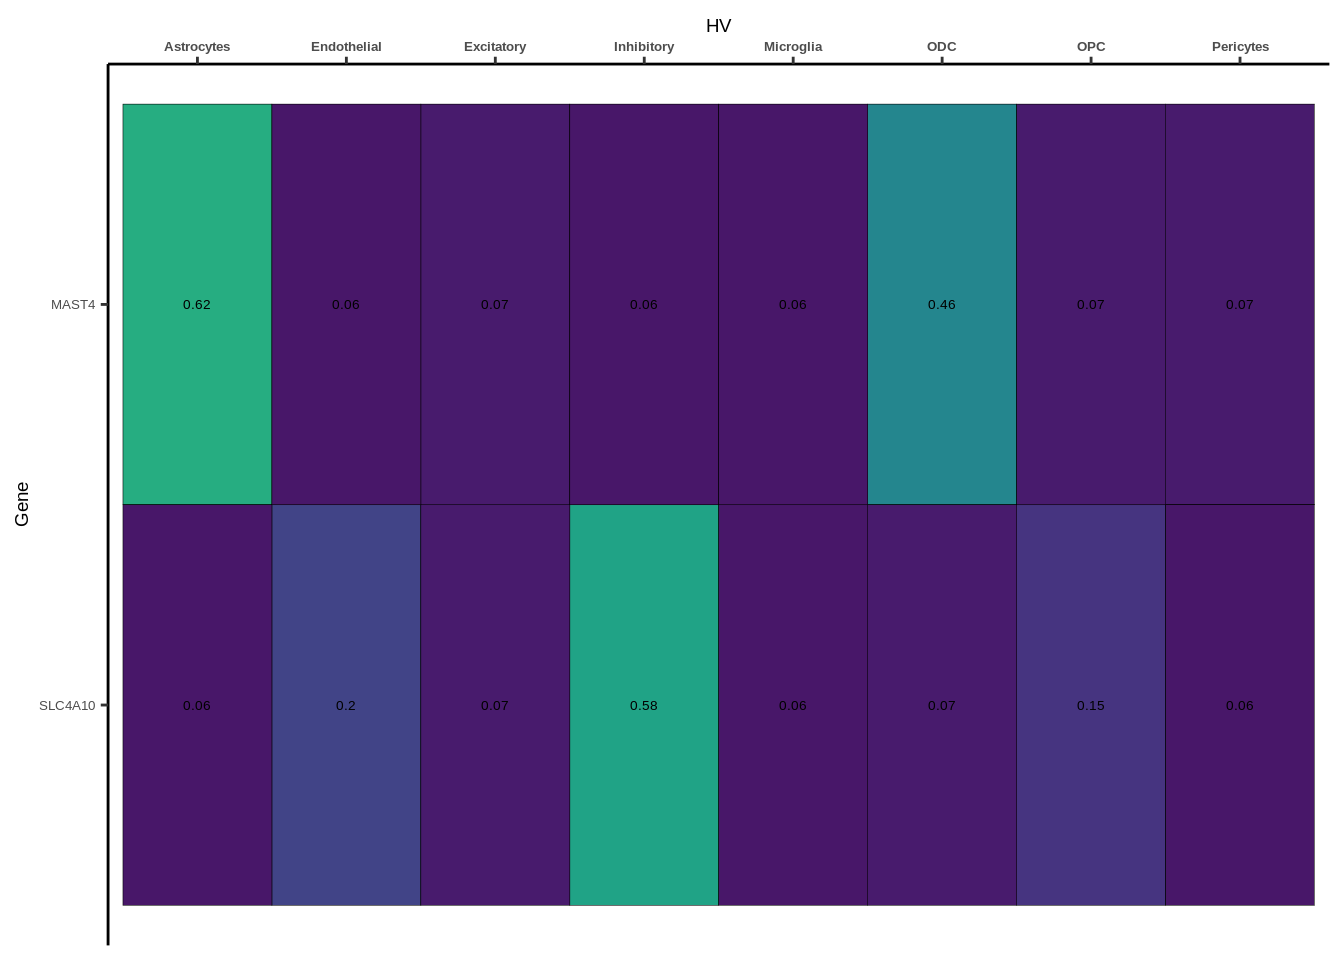 HV
Astrocytes Endothelial Excitatory Inhibitory Microglia ODC OPC Pericytes
MAST4 0.62 0.06 0.07 0.06 0.06 0.46 0.07 0.07
Gene
SLC4A10 0.06 0.2 0.07 0.58 0.06 0.07 0.15 0.06